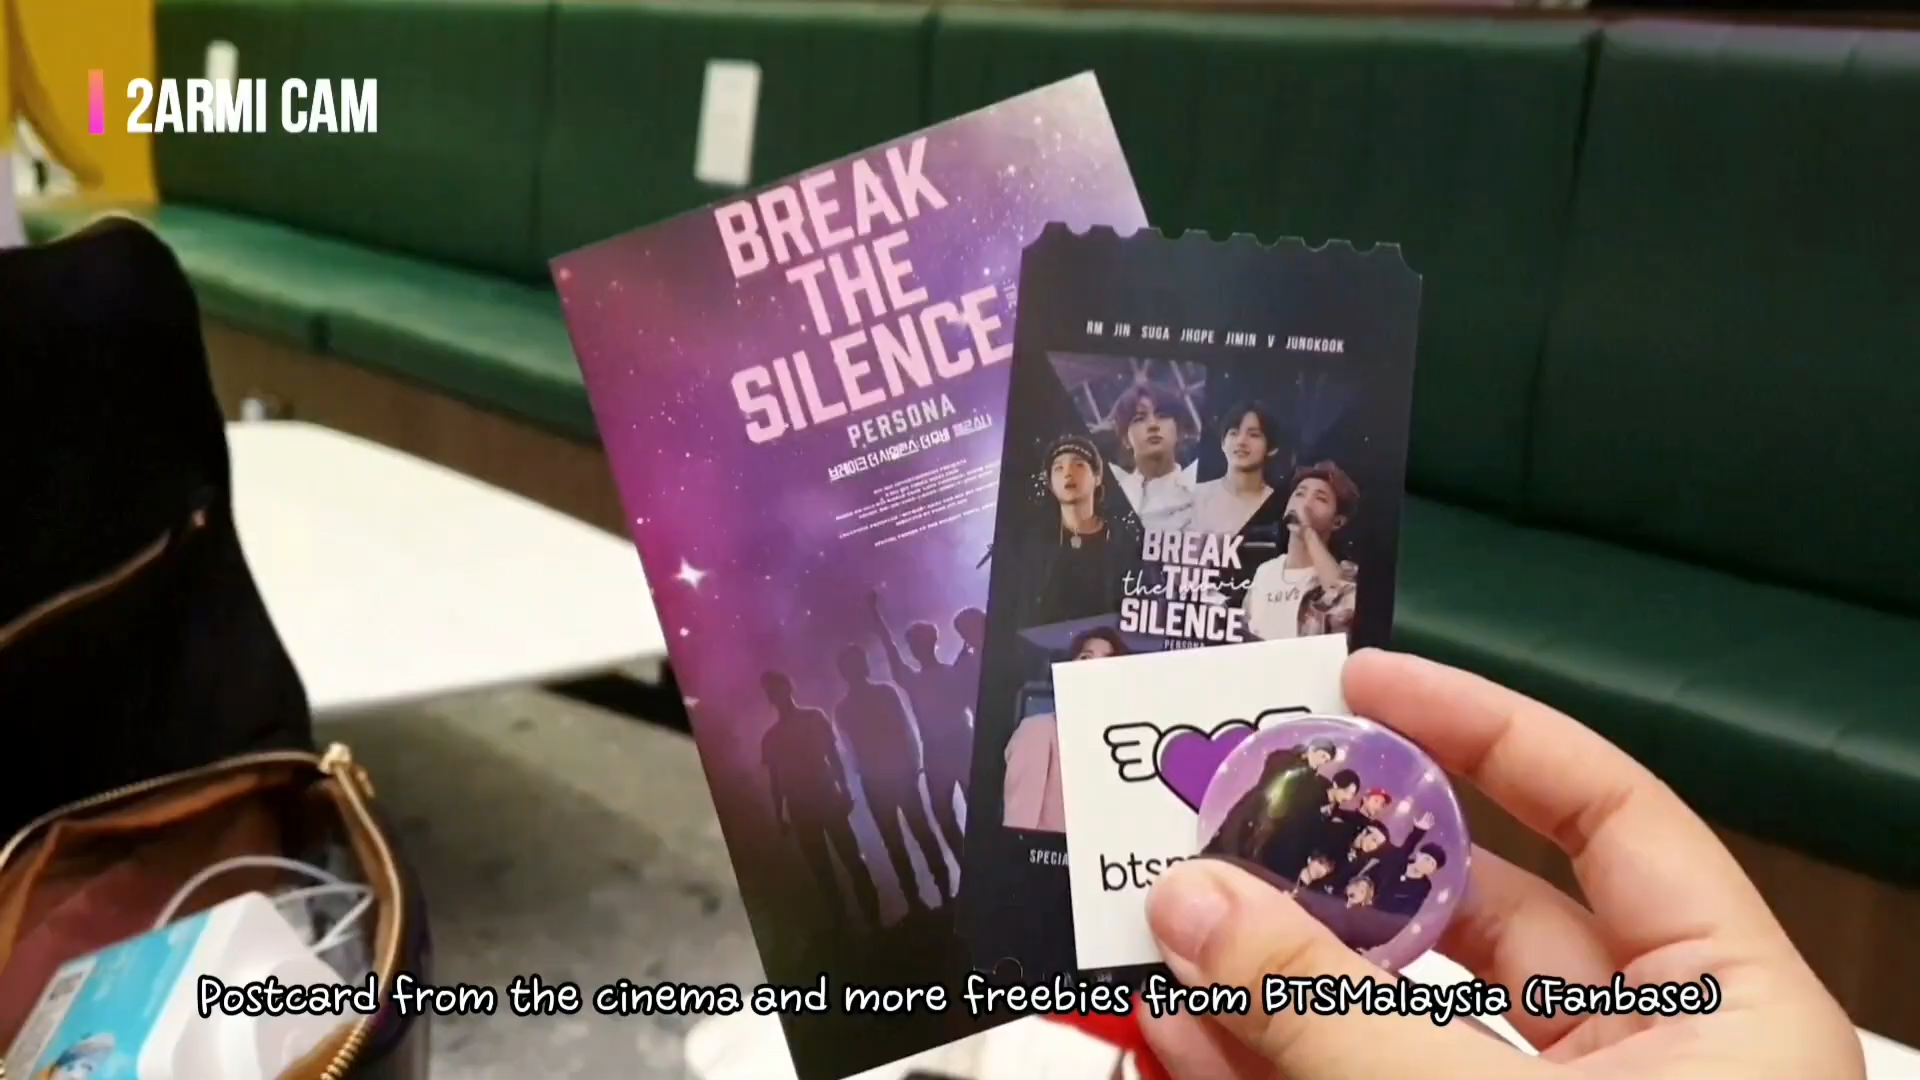 2ARMI CAM
BREAK
THE
SILENCE
PERSONA
브레이크 더 사일런스: 더 무비 페르소나
RM JIN SUGA JHOPE JIMIN V JUNGKOOK
BREAK
THE
the movie
SILENCE
PERSONA
SPECIA
bts
Postcard from the cinema and more freebies from BTSMalaysia (Fanbase)